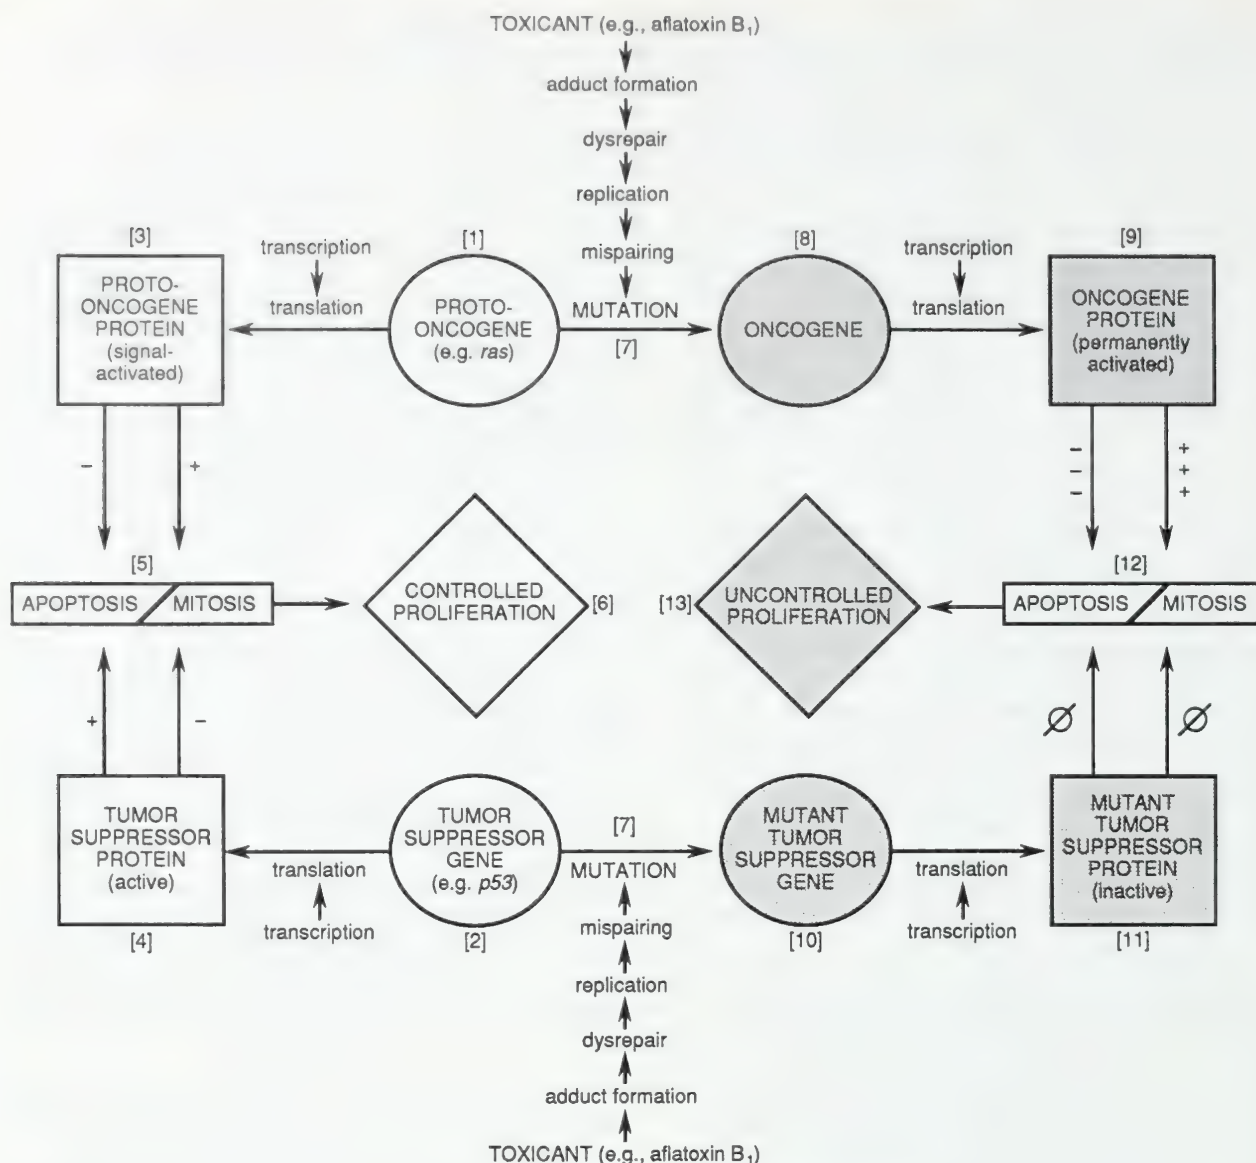 TOXICANT (e.g., aflatoxin B₁)
adduct formation
dysrepair
replication
mispairing
MUTATION
[7]
[3]
PROTO-
ONCOGENE
PROTEIN
(signal-
activated)
transcription
translation
[1]
PROTO-
ONCOGENE
(e.g. ras)
[8]
ONCOGENE
transcription
translation
[9]
ONCOGENE
PROTEIN
(permanently
activated)
– +
– +
– +
– +
[5]
APOPTOSIS / MITOSIS
CONTROLLED
PROLIFERATION
[6]
[13]
UNCONTROLLED
PROLIFERATION
[12]
APOPTOSIS / MITOSIS
+ –
Ø Ø
TUMOR
SUPPRESSOR
PROTEIN
(active)
[4]
translation
transcription
TUMOR
SUPPRESSOR
GENE
(e.g. p53)
[2]
[7]
MUTATION
mispairing
replication
dysrepair
adduct formation
TOXICANT (e.g., aflatoxin B₁)
MUTANT
TUMOR
SUPPRESSOR
GENE
[10]
translation
transcription
MUTANT
TUMOR
SUPPRESSOR
PROTEIN
(inactive)
[11]